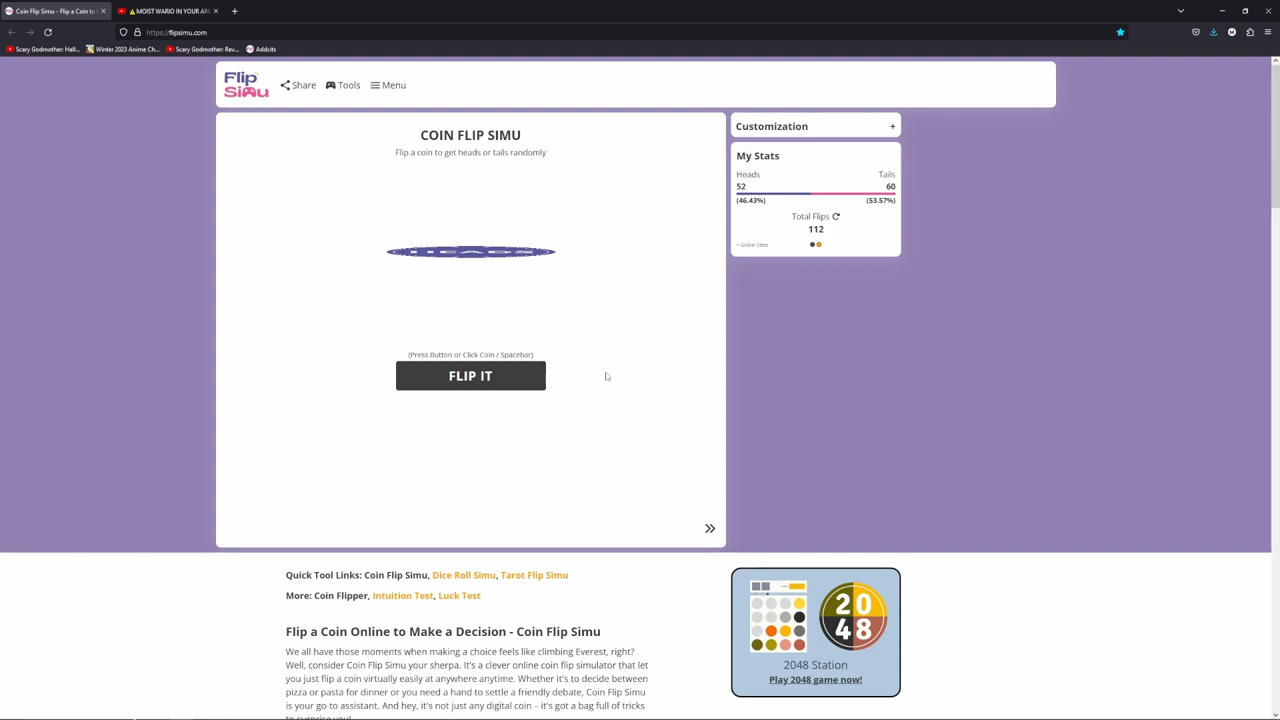 Coin Flip Simu - Flip a Coin to
⚠️MOIST WARIO IN YOUR AR
https://flipsimu.com
Scary Godmother: Hall...
Winter 2023 Anime Ch...
Scary Godmother: Rev...
Addcits
Flip
Simu
Share
Tools
Menu
COIN FLIP SIMU
Flip a coin to get heads or tails randomly
(Press Button or Click Coin / Spacebar)
FLIP IT
Customization
+
My Stats
Heads
Tails
52
60
(46.43%)
(53.57%)
Total Flips
112
+ Global Stats
Quick Tool Links: Coin Flip Simu, Dice Roll Simu, Tarot Flip Simu
More: Coin Flipper, Intuition Test, Luck Test
Flip a Coin Online to Make a Decision - Coin Flip Simu
We all have those moments when making a choice feels like climbing Everest, right?
Well, consider Coin Flip Simu your sherpa. It's a clever online coin flip simulator that let
you just flip a coin virtually easily at anywhere anytime. Whether it's to decide between
pizza or pasta for dinner or you need a hand to settle a friendly debate, Coin Flip Simu
is your go-to assistant. And hey, it's not just any digital coin – it's got a bag full of tricks
to surprise you!
20
48
2048 Station
Play 2048 game now!